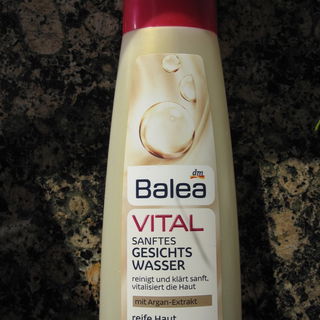 dm
Balea
VITAL
SANFTES
GESICHTS
WASSER
reinigt und klärt sanft,
vitalisiert die Haut
mit Argan-Extrakt
reife Haut